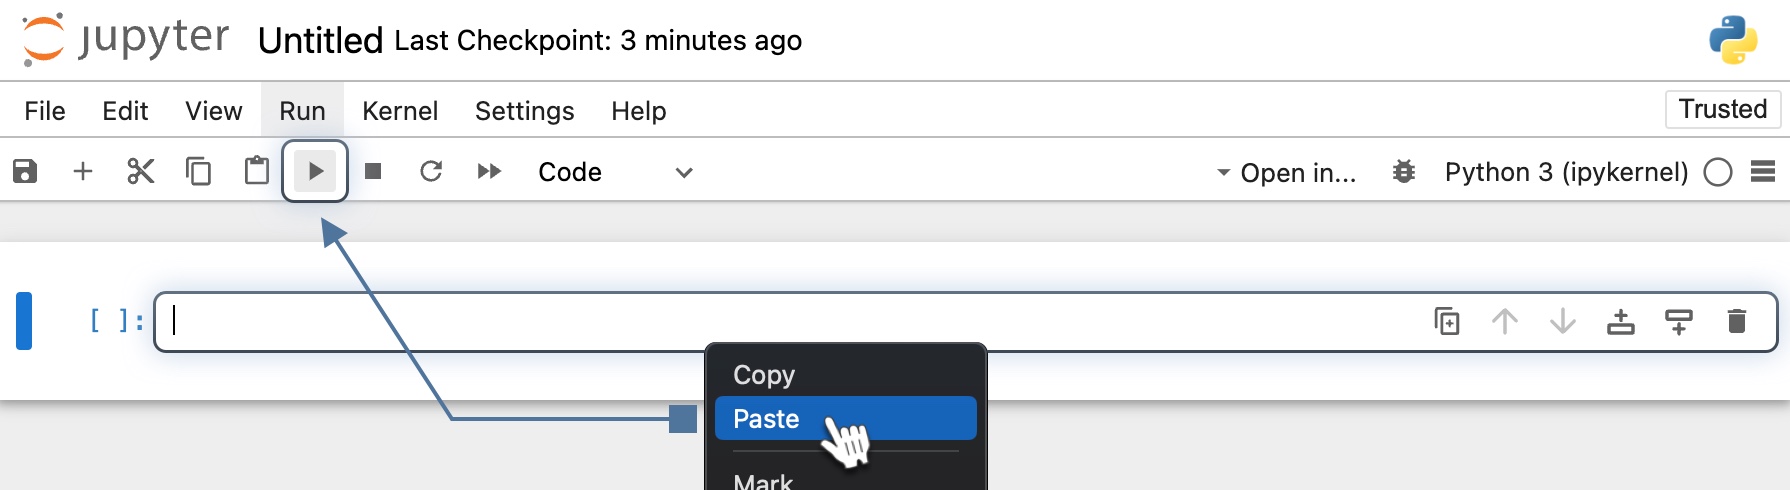 jupyter Untitled Last Checkpoint: 3 minutes ago
File Edit View Run Kernel Settings Help Trusted
Code Open in... Python 3 (ipykernel)
[ ]:
Copy
Paste
Mark